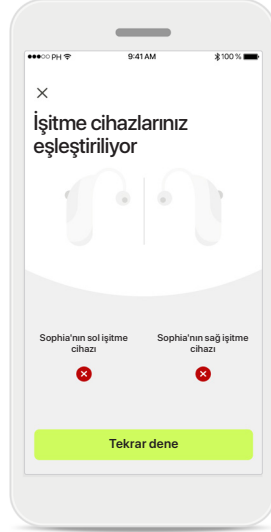 PH 9:41 AM 100 %
İşitme cihazlarınız
eşleştiriliyor
Sophia'nın sol işitme
cihazı
Sophia'nın sağ işitme
cihazı
Tekrar dene